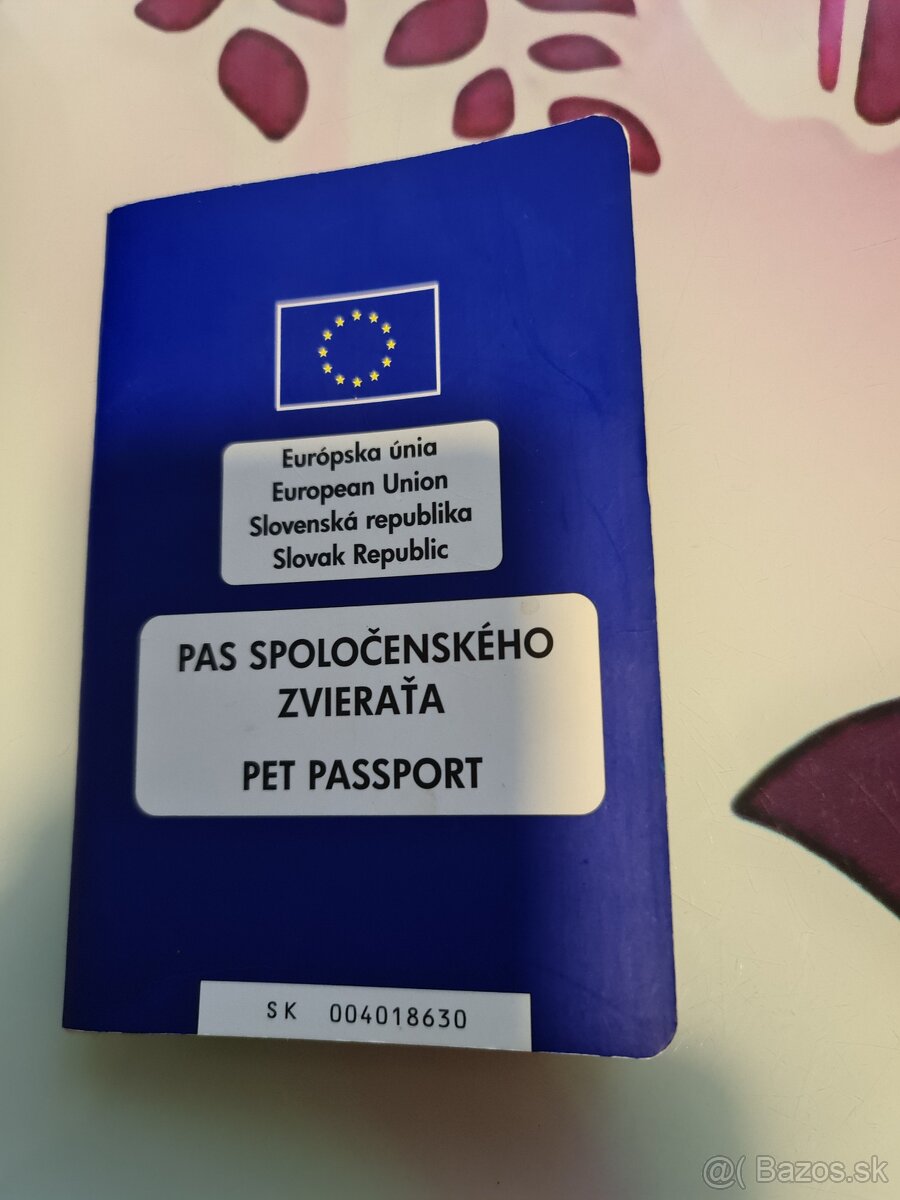 Európska únia
European Union
Slovenská republika
Slovak Republic
PAS SPOLOČENSKÉHO
ZVIERAŤA
PET PASSPORT
SK 004018630
@( Bazos.sk